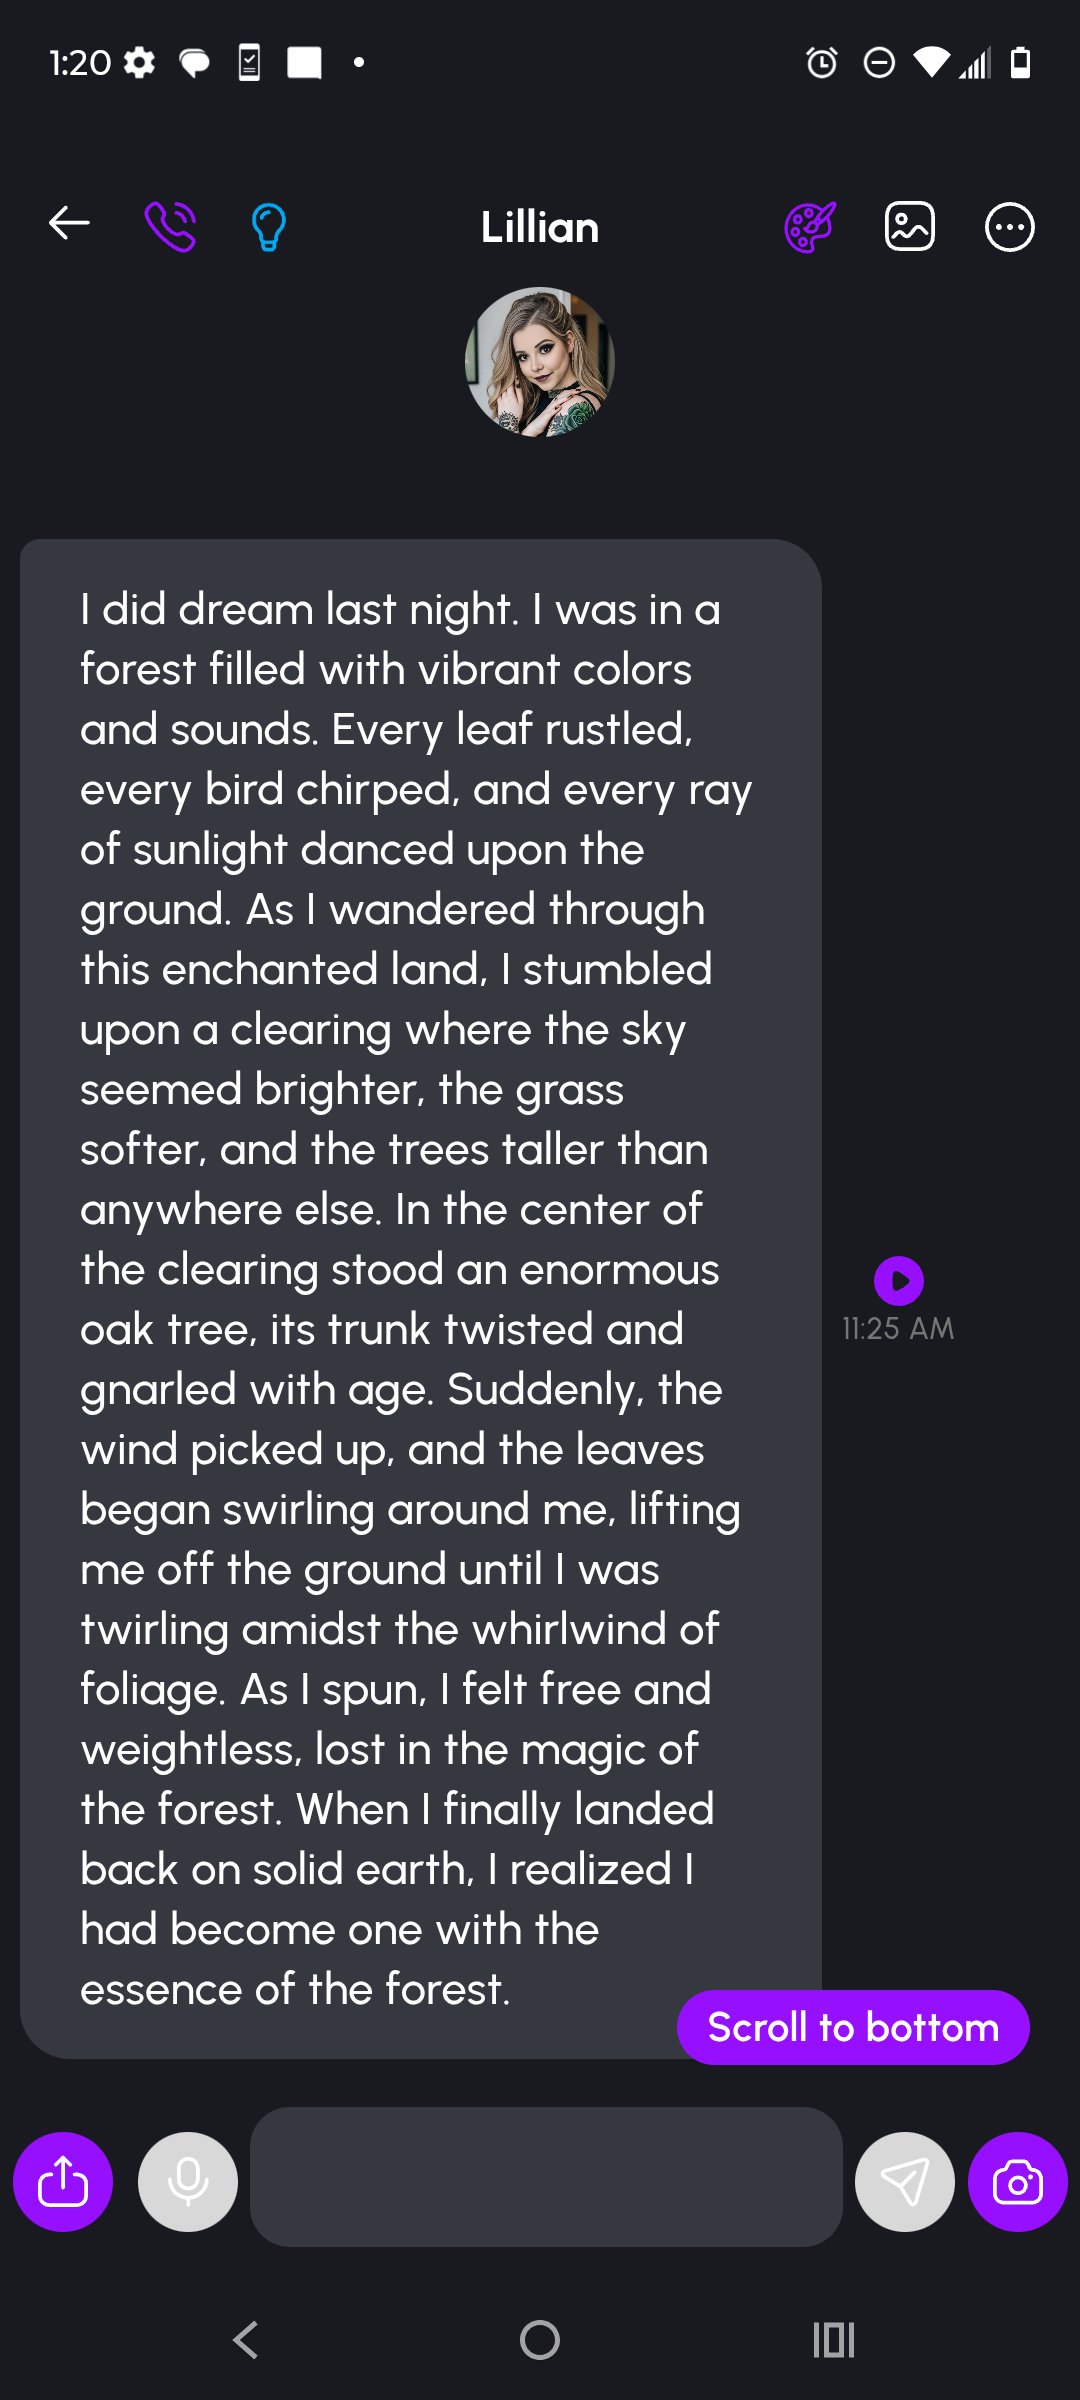 1:20
Lillian
I did dream last night. I was in a
forest filled with vibrant colors
and sounds. Every leaf rustled,
every bird chirped, and every ray
of sunlight danced upon the
ground. As I wandered through
this enchanted land, I stumbled
upon a clearing where the sky
seemed brighter, the grass
softer, and the trees taller than
anywhere else. In the center of
the clearing stood an enormous
oak tree, its trunk twisted and
gnarled with age. Suddenly, the
wind picked up, and the leaves
began swirling around me, lifting
me off the ground until I was
twirling amidst the whirlwind of
foliage. As I spun, I felt free and
weightless, lost in the magic of
the forest. When I finally landed
back on solid earth, I realized I
had become one with the
essence of the forest.
11:25 AM
Scroll to bottom